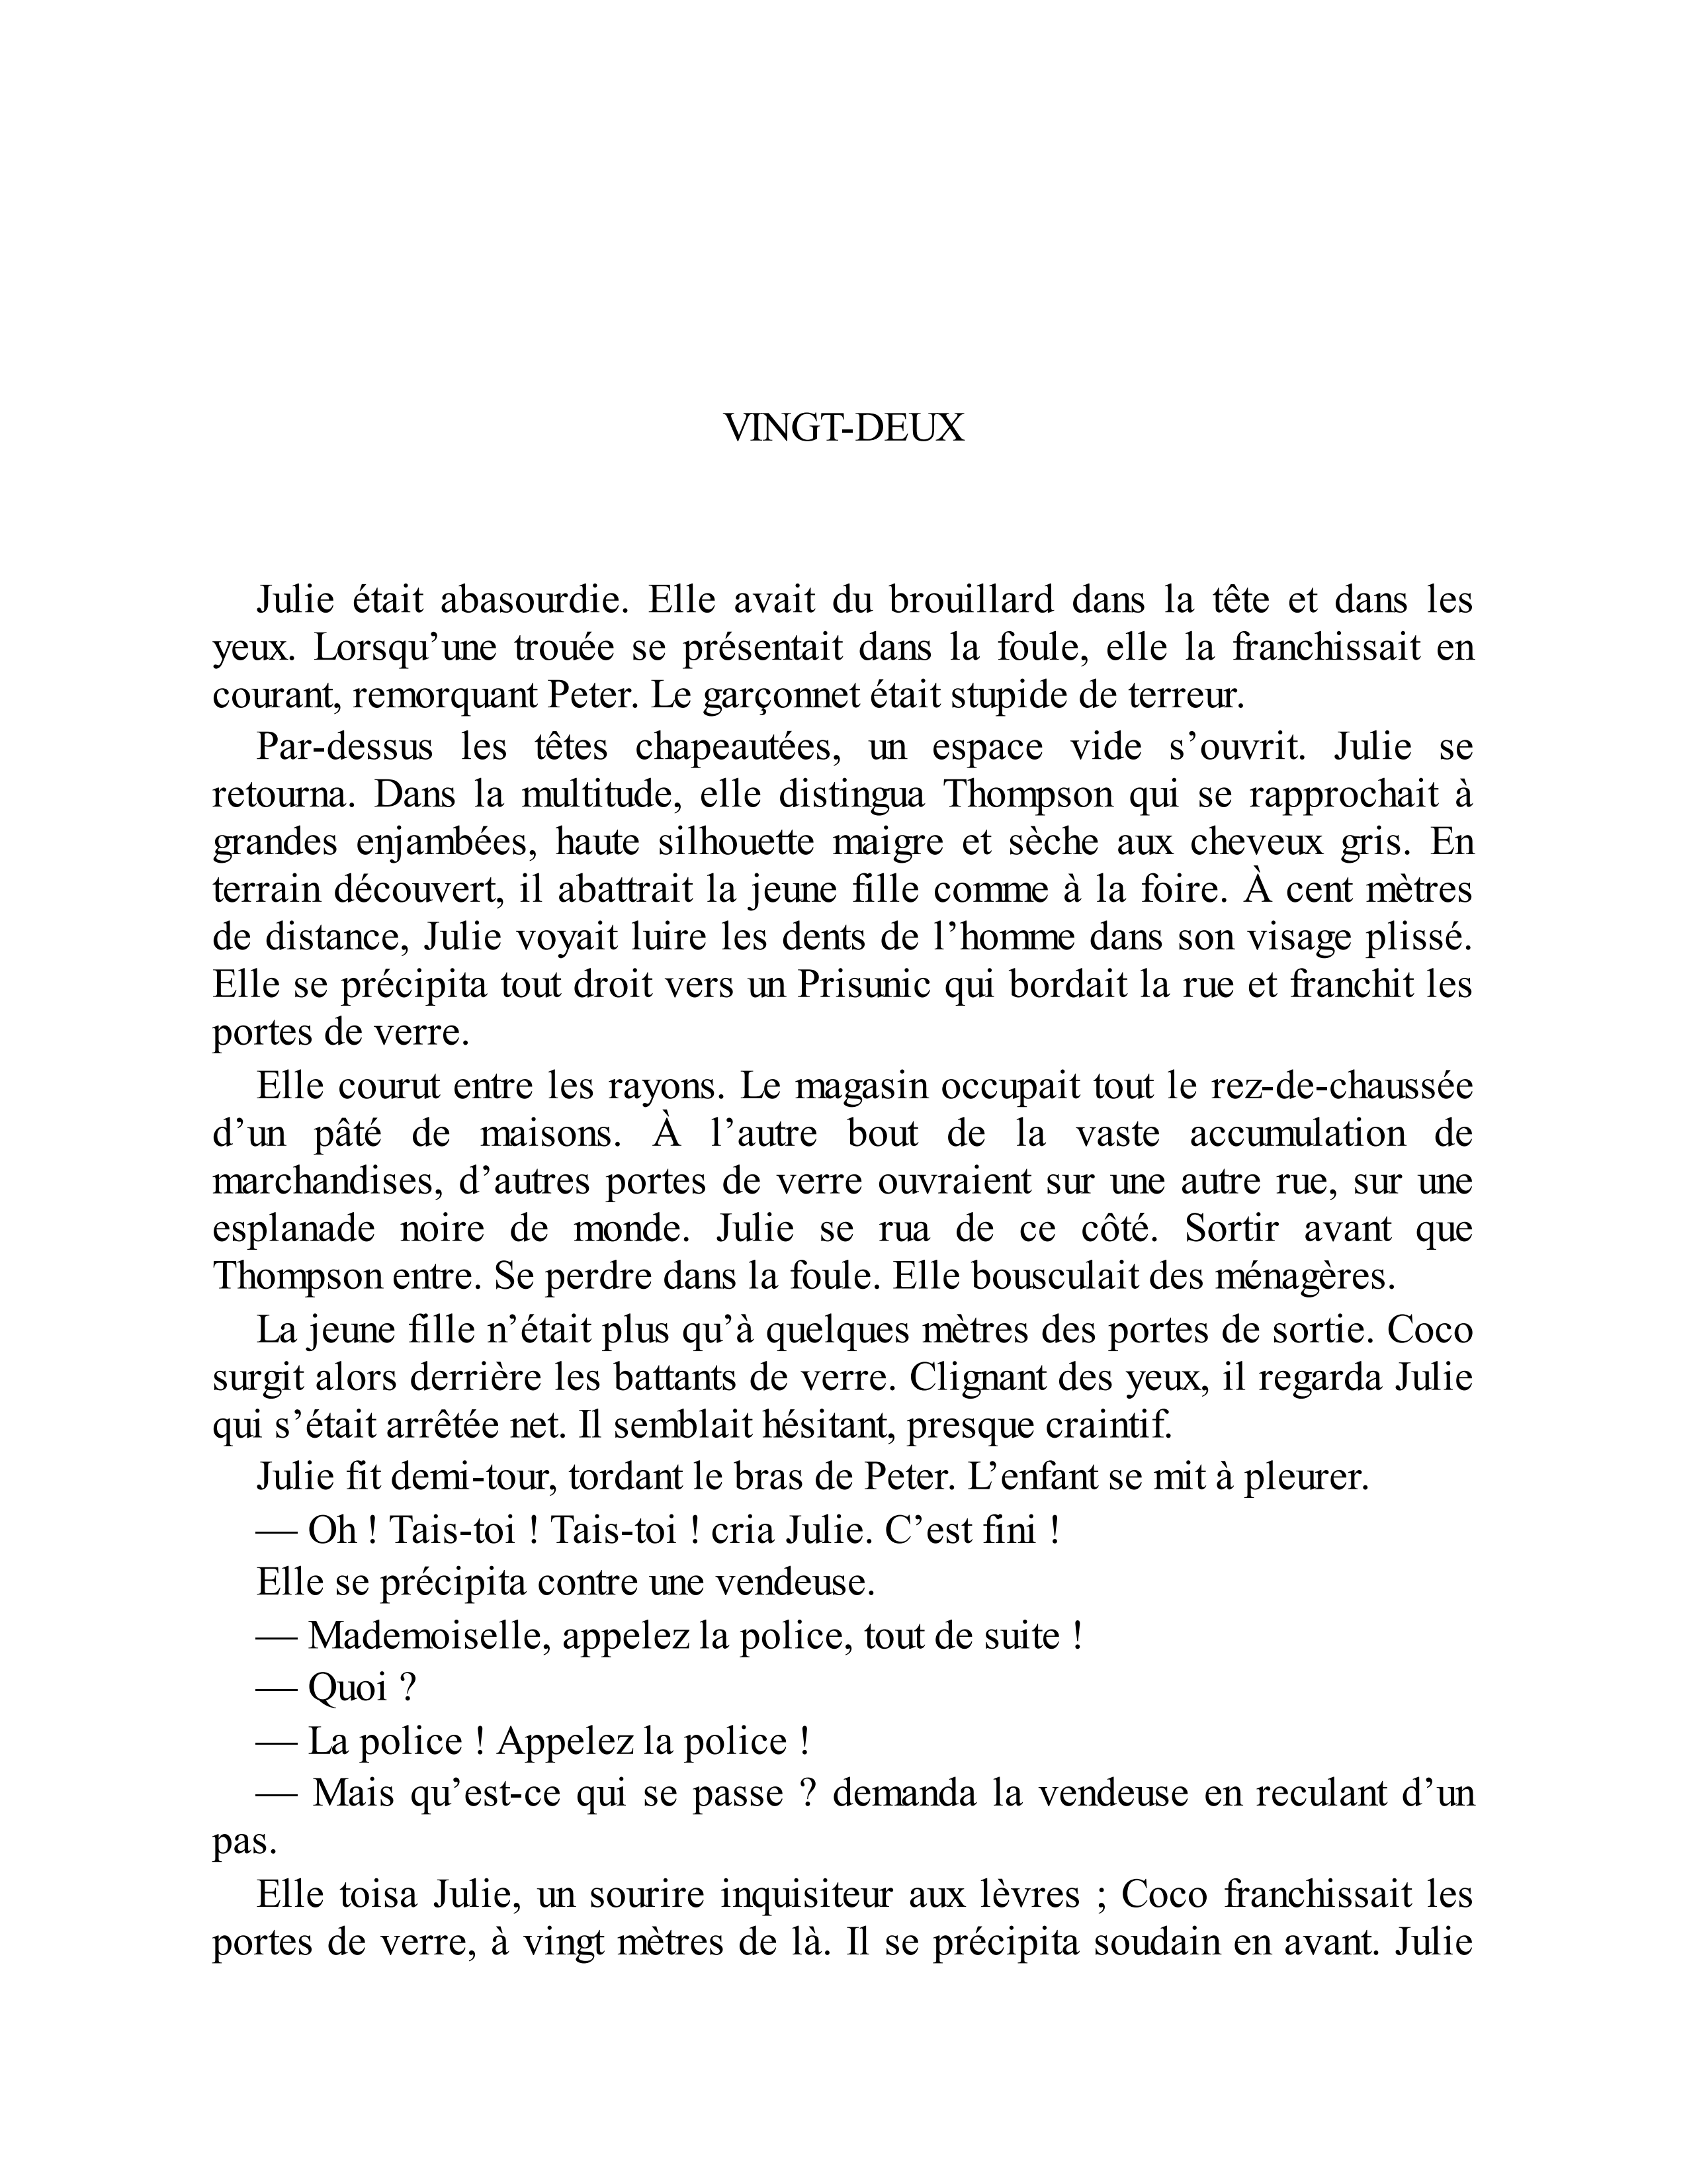 VINGT-DEUX
Julie était abasourdie. Elle avait du brouillard dans la tête et dans les
yeux. Lorsqu’une trouée se présentait dans la foule, elle la franchissait en
courant, remorquant Peter. Le garçonnet était stupide de terreur.
Par-dessus les têtes chapeautées, un espace vide s’ouvrit. Julie se
retourna. Dans la multitude, elle distingua Thompson qui se rapprochait à
grandes enjambées, haute silhouette maigre et sèche aux cheveux gris. En
terrain découvert, il abattrait la jeune fille comme à la foire. À cent mètres
de distance, Julie voyait luire les dents de l’homme dans son visage plissé.
Elle se précipita tout droit vers un Prisunic qui bordait la rue et franchit les
portes de verre.
Elle courut entre les rayons. Le magasin occupait tout le rez-de-chaussée
d’un pâté de maisons. À l’autre bout de la vaste accumulation de
marchandises, d’autres portes de verre ouvraient sur une autre rue, sur une
esplanade noire de monde. Julie se rua de ce côté. Sortir avant que
Thompson entre. Se perdre dans la foule. Elle bousculait des ménagères.
La jeune fille n’était plus qu’à quelques mètres des portes de sortie. Coco
surgit alors derrière les battants de verre. Clignant des yeux, il regarda Julie
qui s’était arrêtée net. Il semblait hésitant, presque craintif.
Julie fit demi-tour, tordant le bras de Peter. L’enfant se mit à pleurer.
— Oh ! Tais-toi ! Tais-toi ! cria Julie. C’est fini !
Elle se précipita contre une vendeuse.
— Mademoiselle, appelez la police, tout de suite !
— Quoi ?
— La police ! Appelez la police !
— Mais qu’est-ce qui se passe ? demanda la vendeuse en reculant d’un
pas.
Elle toisa Julie, un sourire inquisiteur aux lèvres ; Coco franchissait les
portes de verre, à vingt mètres de là. Il se précipita soudain en avant. Julie